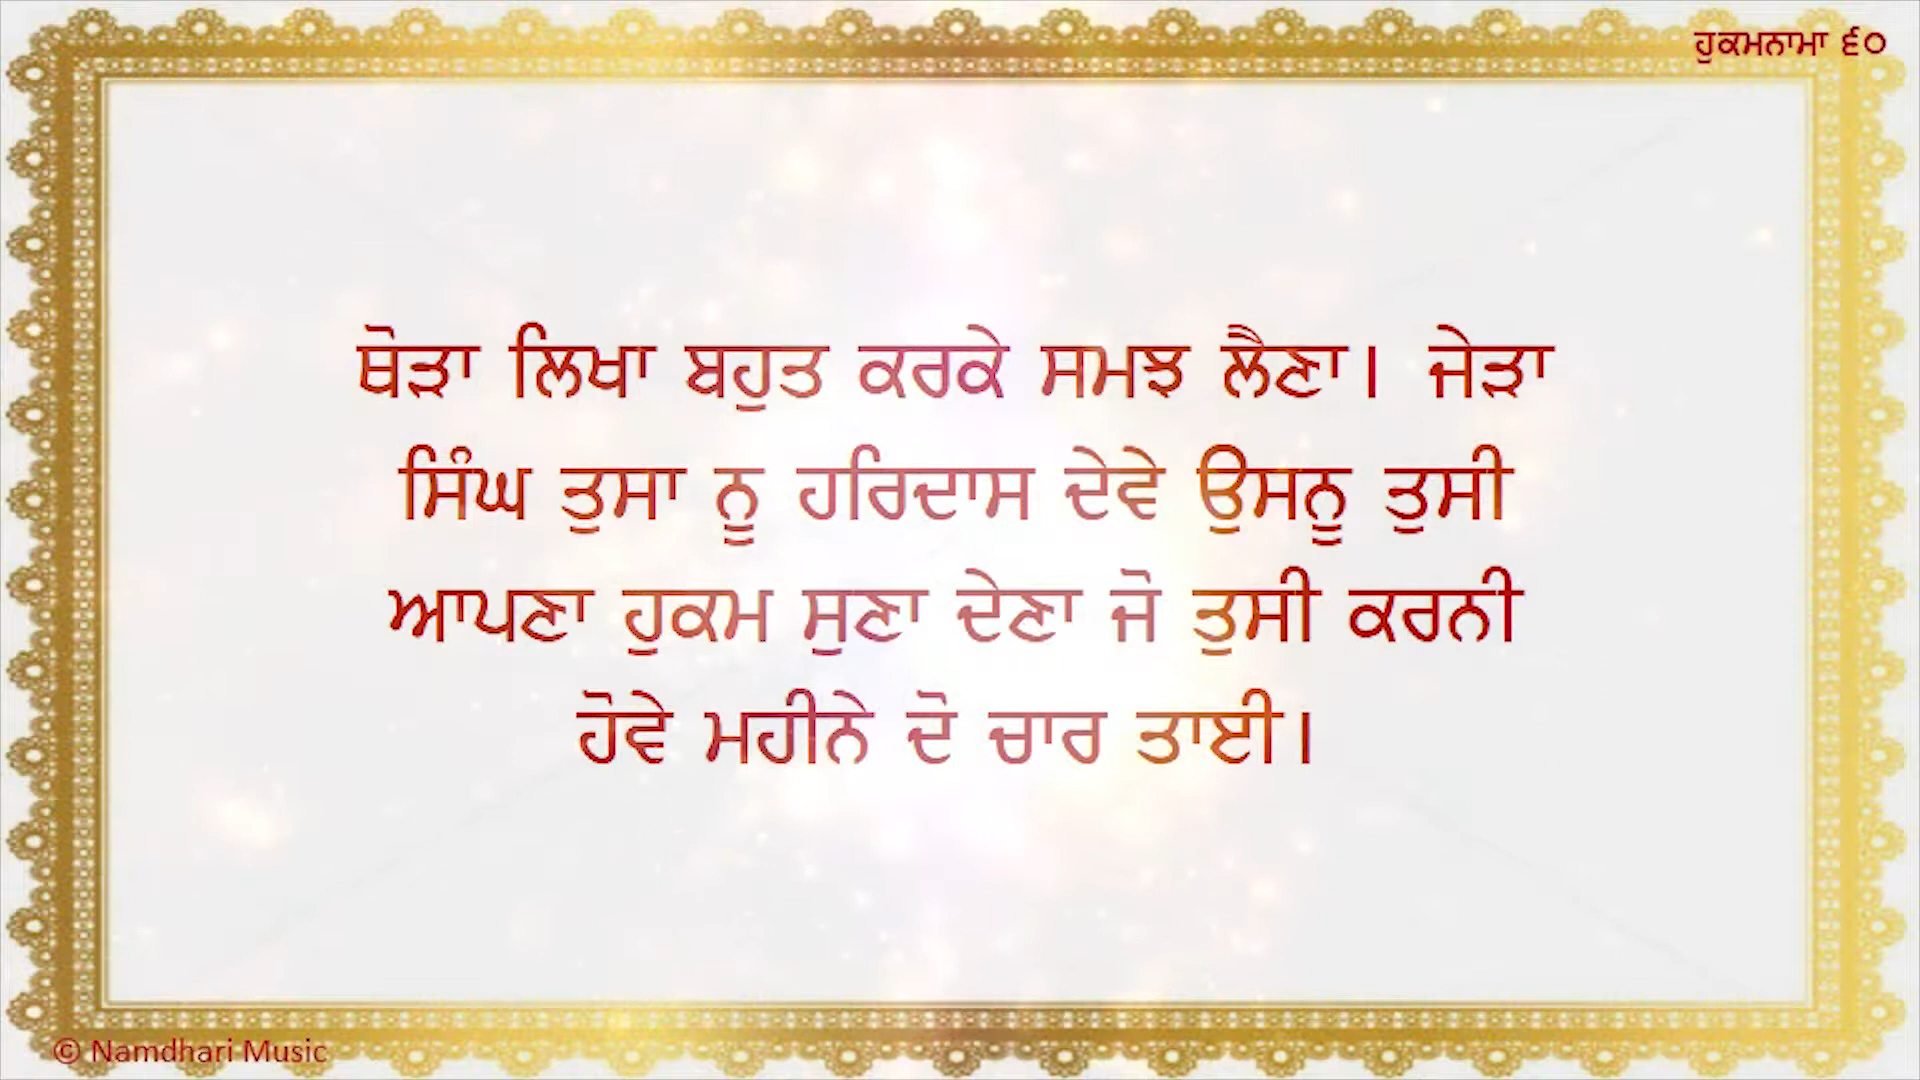 ਹੁਕਮਨਾਮਾ ੬੦
ਥੋੜਾ ਲਿਖਾ ਬਹੁਤ ਕਰਕੇ ਸਮਝ ਲੈਣਾ। ਜੇੜਾ
ਸਿੰਘ ਤੁਸਾ ਨੂ ਹਰਿਦਾਸ ਦੇਵੇ ਉਸਨੂ ਤੁਸੀ
ਆਪਣਾ ਹੁਕਮ ਸੁਣਾ ਦੇਣਾ ਜੋ ਤੁਸੀ ਕਰਨੀ
ਹੋਵੇ ਮਹੀਨੇ ਦੋ ਚਾਰ ਤਾਈ।
© Namdhari Music